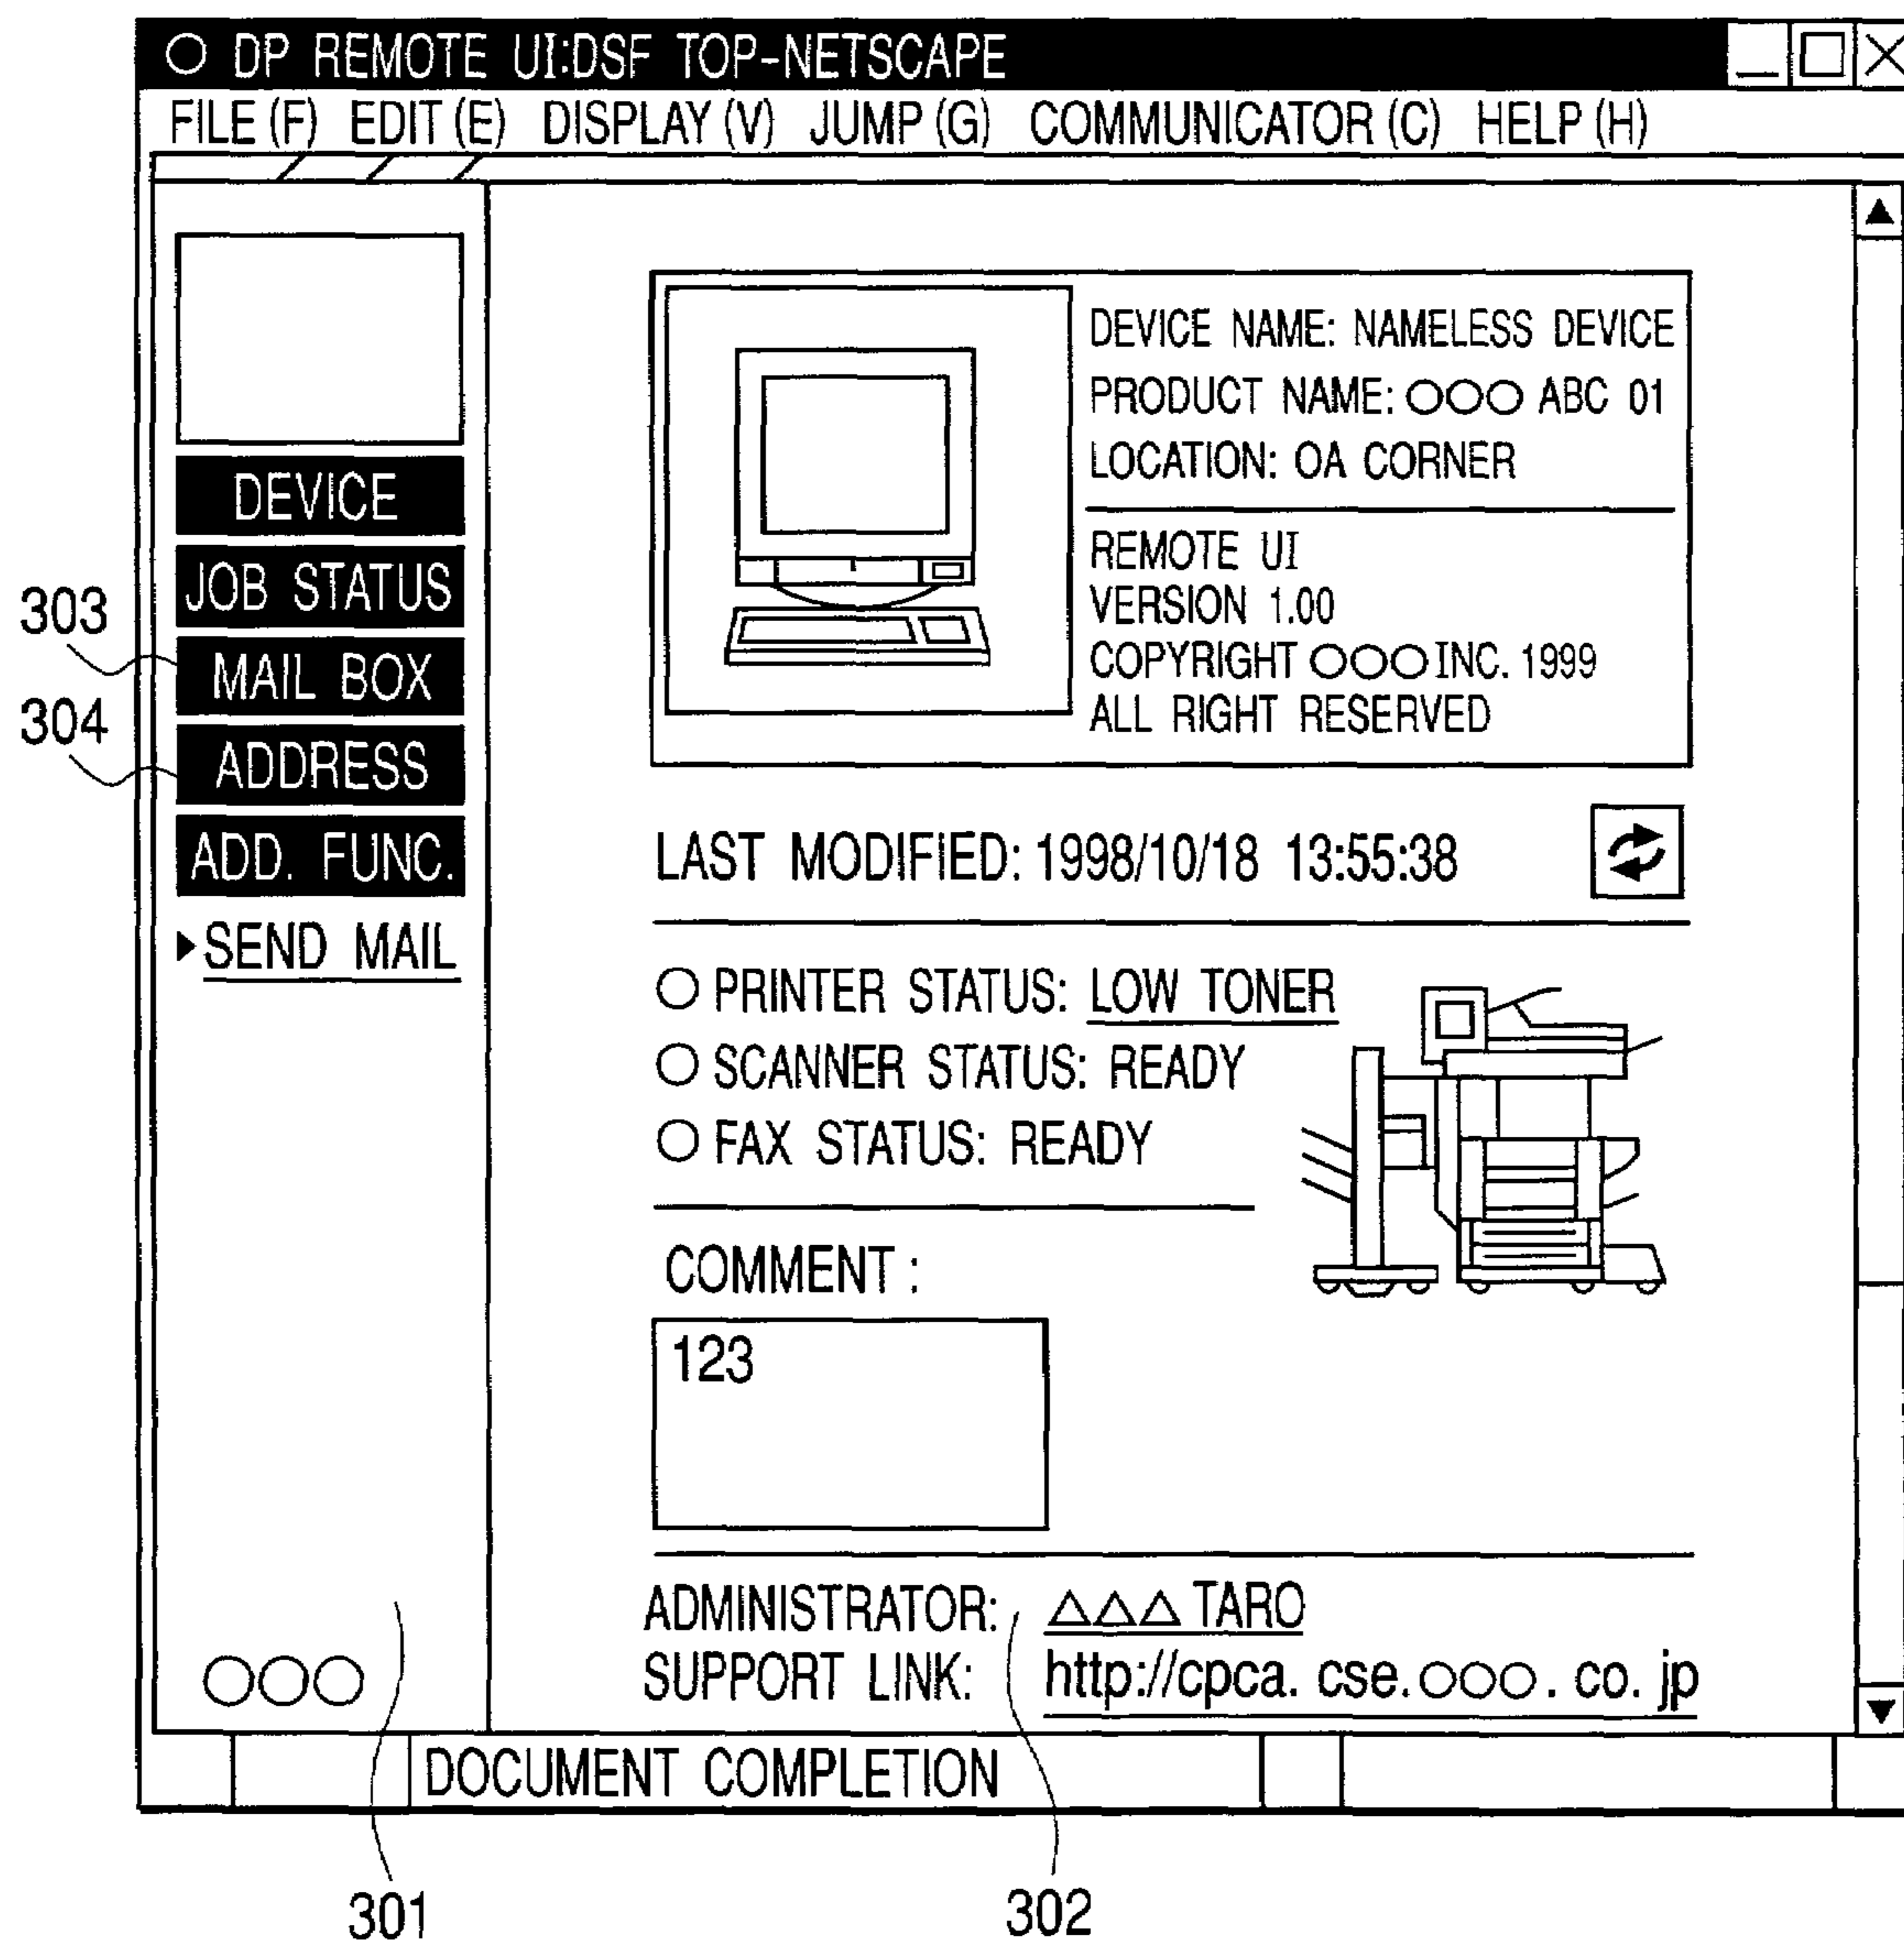 ○ DP REMOTE UI:DSF TOP-NETSCAPE
FILE (F) EDIT (E) DISPLAY (V) JUMP (G) COMMUNICATOR (C) HELP (H)
DEVICE
JOB STATUS
303
MAIL BOX
304
ADDRESS
ADD. FUNC.
▶SEND MAIL
○○○
DEVICE NAME: NAMELESS DEVICE
PRODUCT NAME: ○○○ ABC 01
LOCATION: OA CORNER
REMOTE UI
VERSION 1.00
COPYRIGHT ○○○ INC. 1999
ALL RIGHT RESERVED
LAST MODIFIED: 1998/10/18 13:55:38
○ PRINTER STATUS: LOW TONER
○ SCANNER STATUS: READY
○ FAX STATUS: READY
COMMENT :
123
ADMINISTRATOR: △△△ TARO
SUPPORT LINK: http://cpca. cse.○○○. co. jp
DOCUMENT COMPLETION
301
302